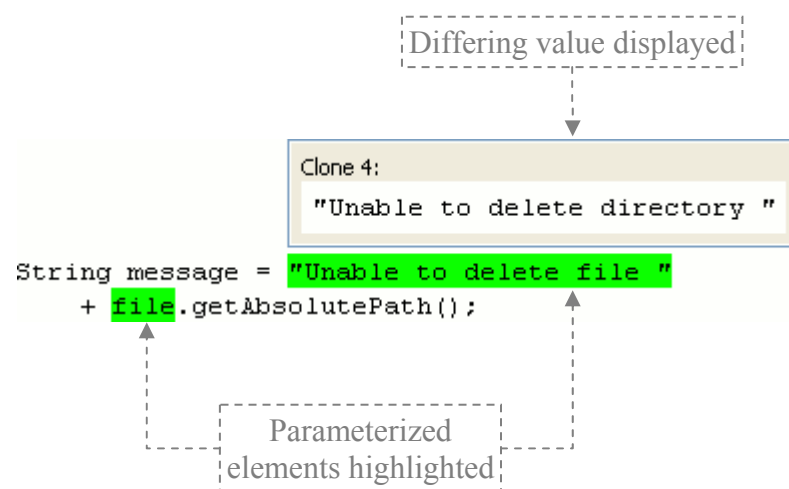 Differing value displayed
Clone 4:
"Unable to delete directory "
String message = "Unable to delete file "
+ file.getAbsolutePath();
Parameterized
elements highlighted